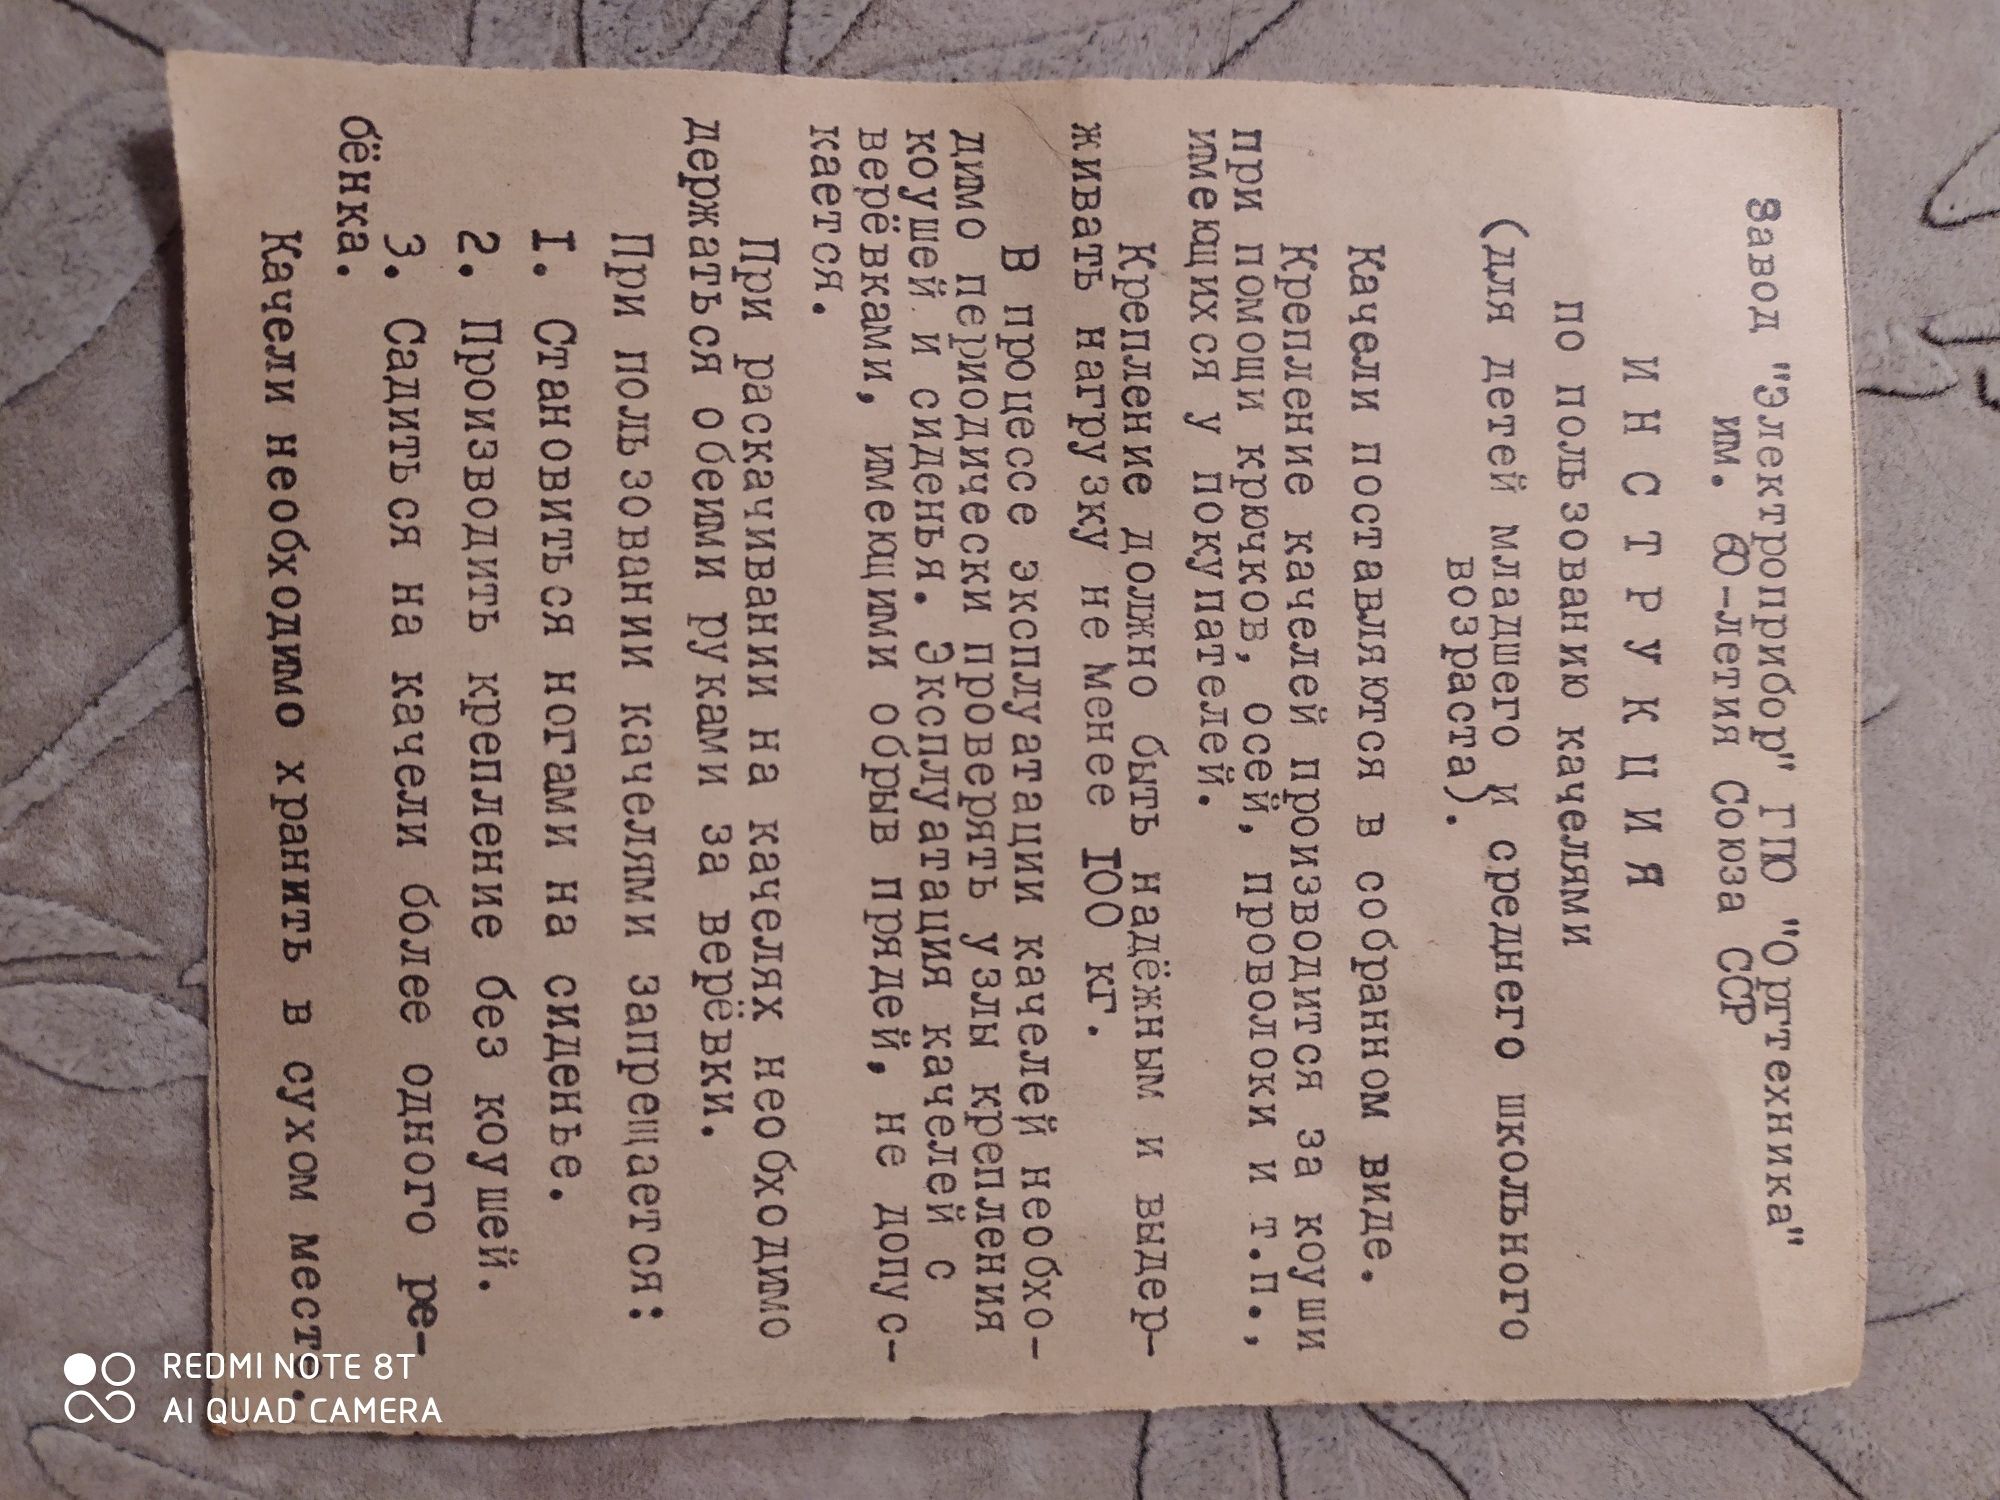 Завод "Электроприбор" ГПО "Оргтехника"
им. 60-летия Союза ССР
И Н С Т Р У К Ц И Я
по пользованию качелями
(для детей младшего и среднего школьного
возраста).
Качели поставляются в собранном виде.
Крепление качелей производится за коуши
при помощи крючков, осей, проволоки и т.п.,
имеющихся у покупателей.
Крепление должно быть надёжным и выдер-
живать нагрузку не менее 100 кг.
В процессе эксплуатации качелей необхо-
димо периодически проверять узлы крепления
коушей и сиденья. Эксплуатация качелей с
верёвками, имеющими обрыв прядей, не допус-
кается.
При раскачивании на качелях необходимо
держаться обеими руками за верёвки.
При пользовании качелями запрещается:
1. Становиться ногами на сиденье.
2. Производить крепление без коушей.
3. Садиться на качели более одного ре-
бёнка.
Качели необходимо хранить в сухом месте.
REDMI NOTE 8T
AI QUAD CAMERA